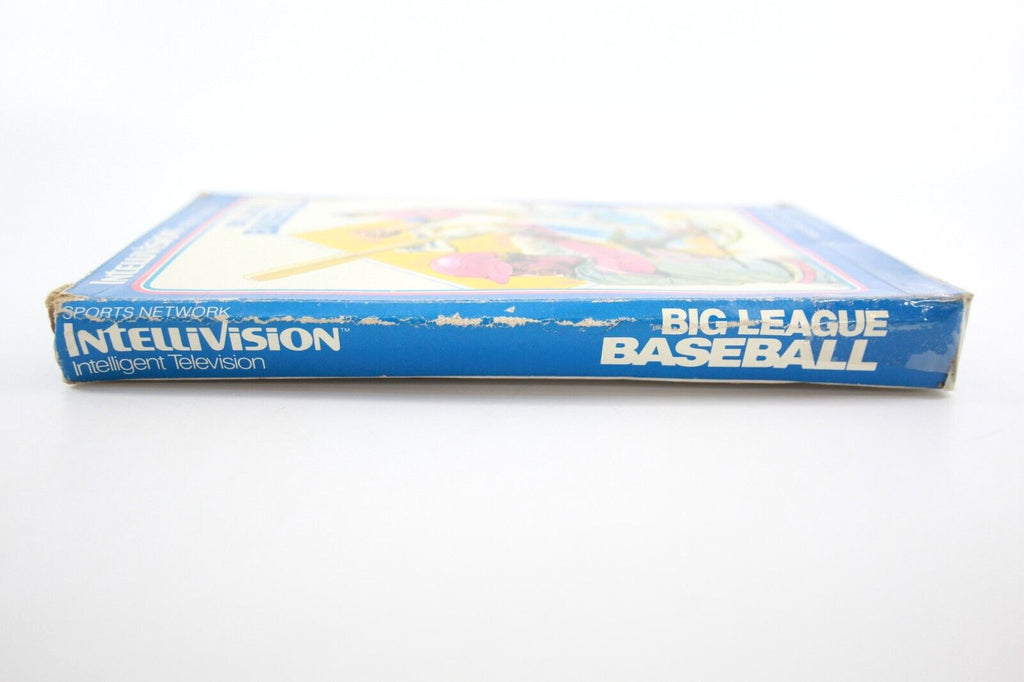 SPORTS NETWORK
INTELLIVISION™
Intelligent Television
BIG LEAGUE
BASEBALL